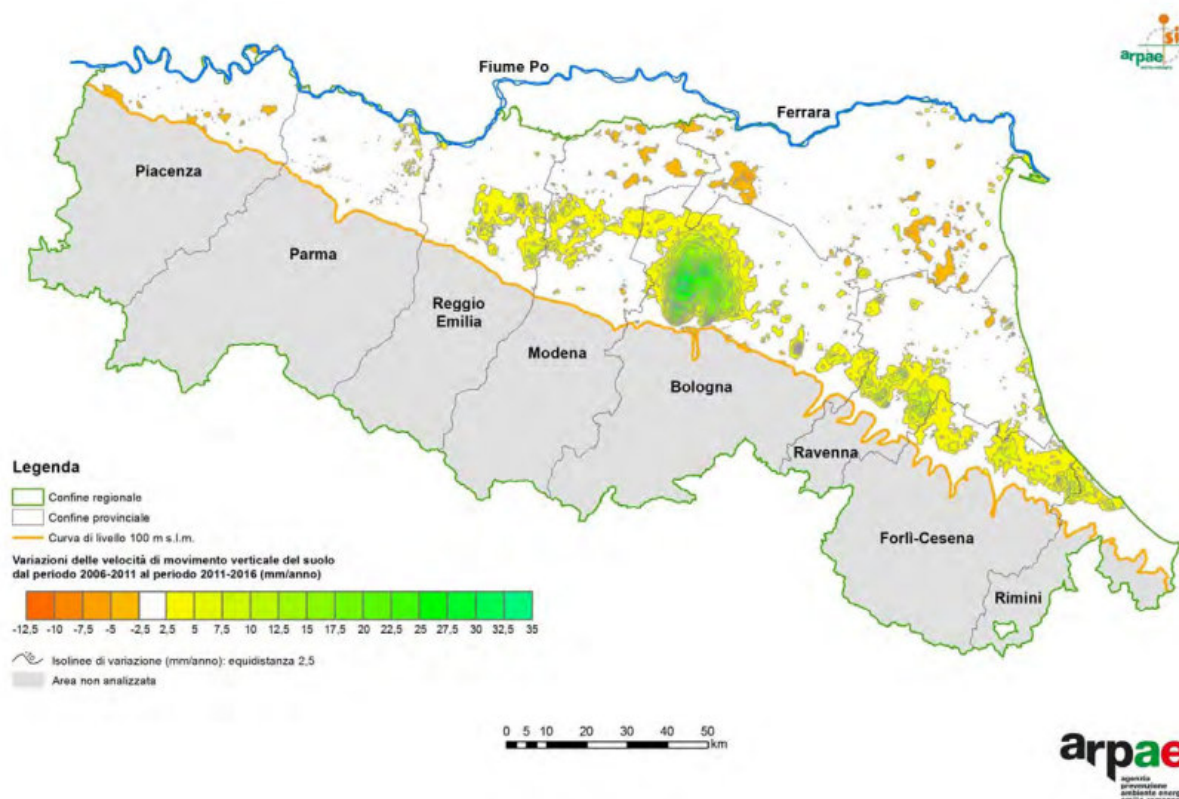 si
arpae
Fiume Po
Ferrara
Piacenza
Parma
Reggio
Emilia
Modena
Bologna
Ravenna
Forlì-Cesena
Rimini
Legenda
Confine regionale
Confine provinciale
Curva di livello 100 m s.l.m.
Variazioni delle velocità di movimento verticale del suolo
dal periodo 2006-2011 al periodo 2011-2016 (mm/anno)
-12,5 -10 -7,5 -5 -2,5 2,5 5 7,5 10 12,5 15 17,5 20 22,5 25 27,5 30 32,5 35
Isolinee di variazione (mm/anno): equidistanza 2,5
Area non analizzata
0 5 10 20 30 40 50
km
arpae
agenzia
prevenzione
ambiente energia